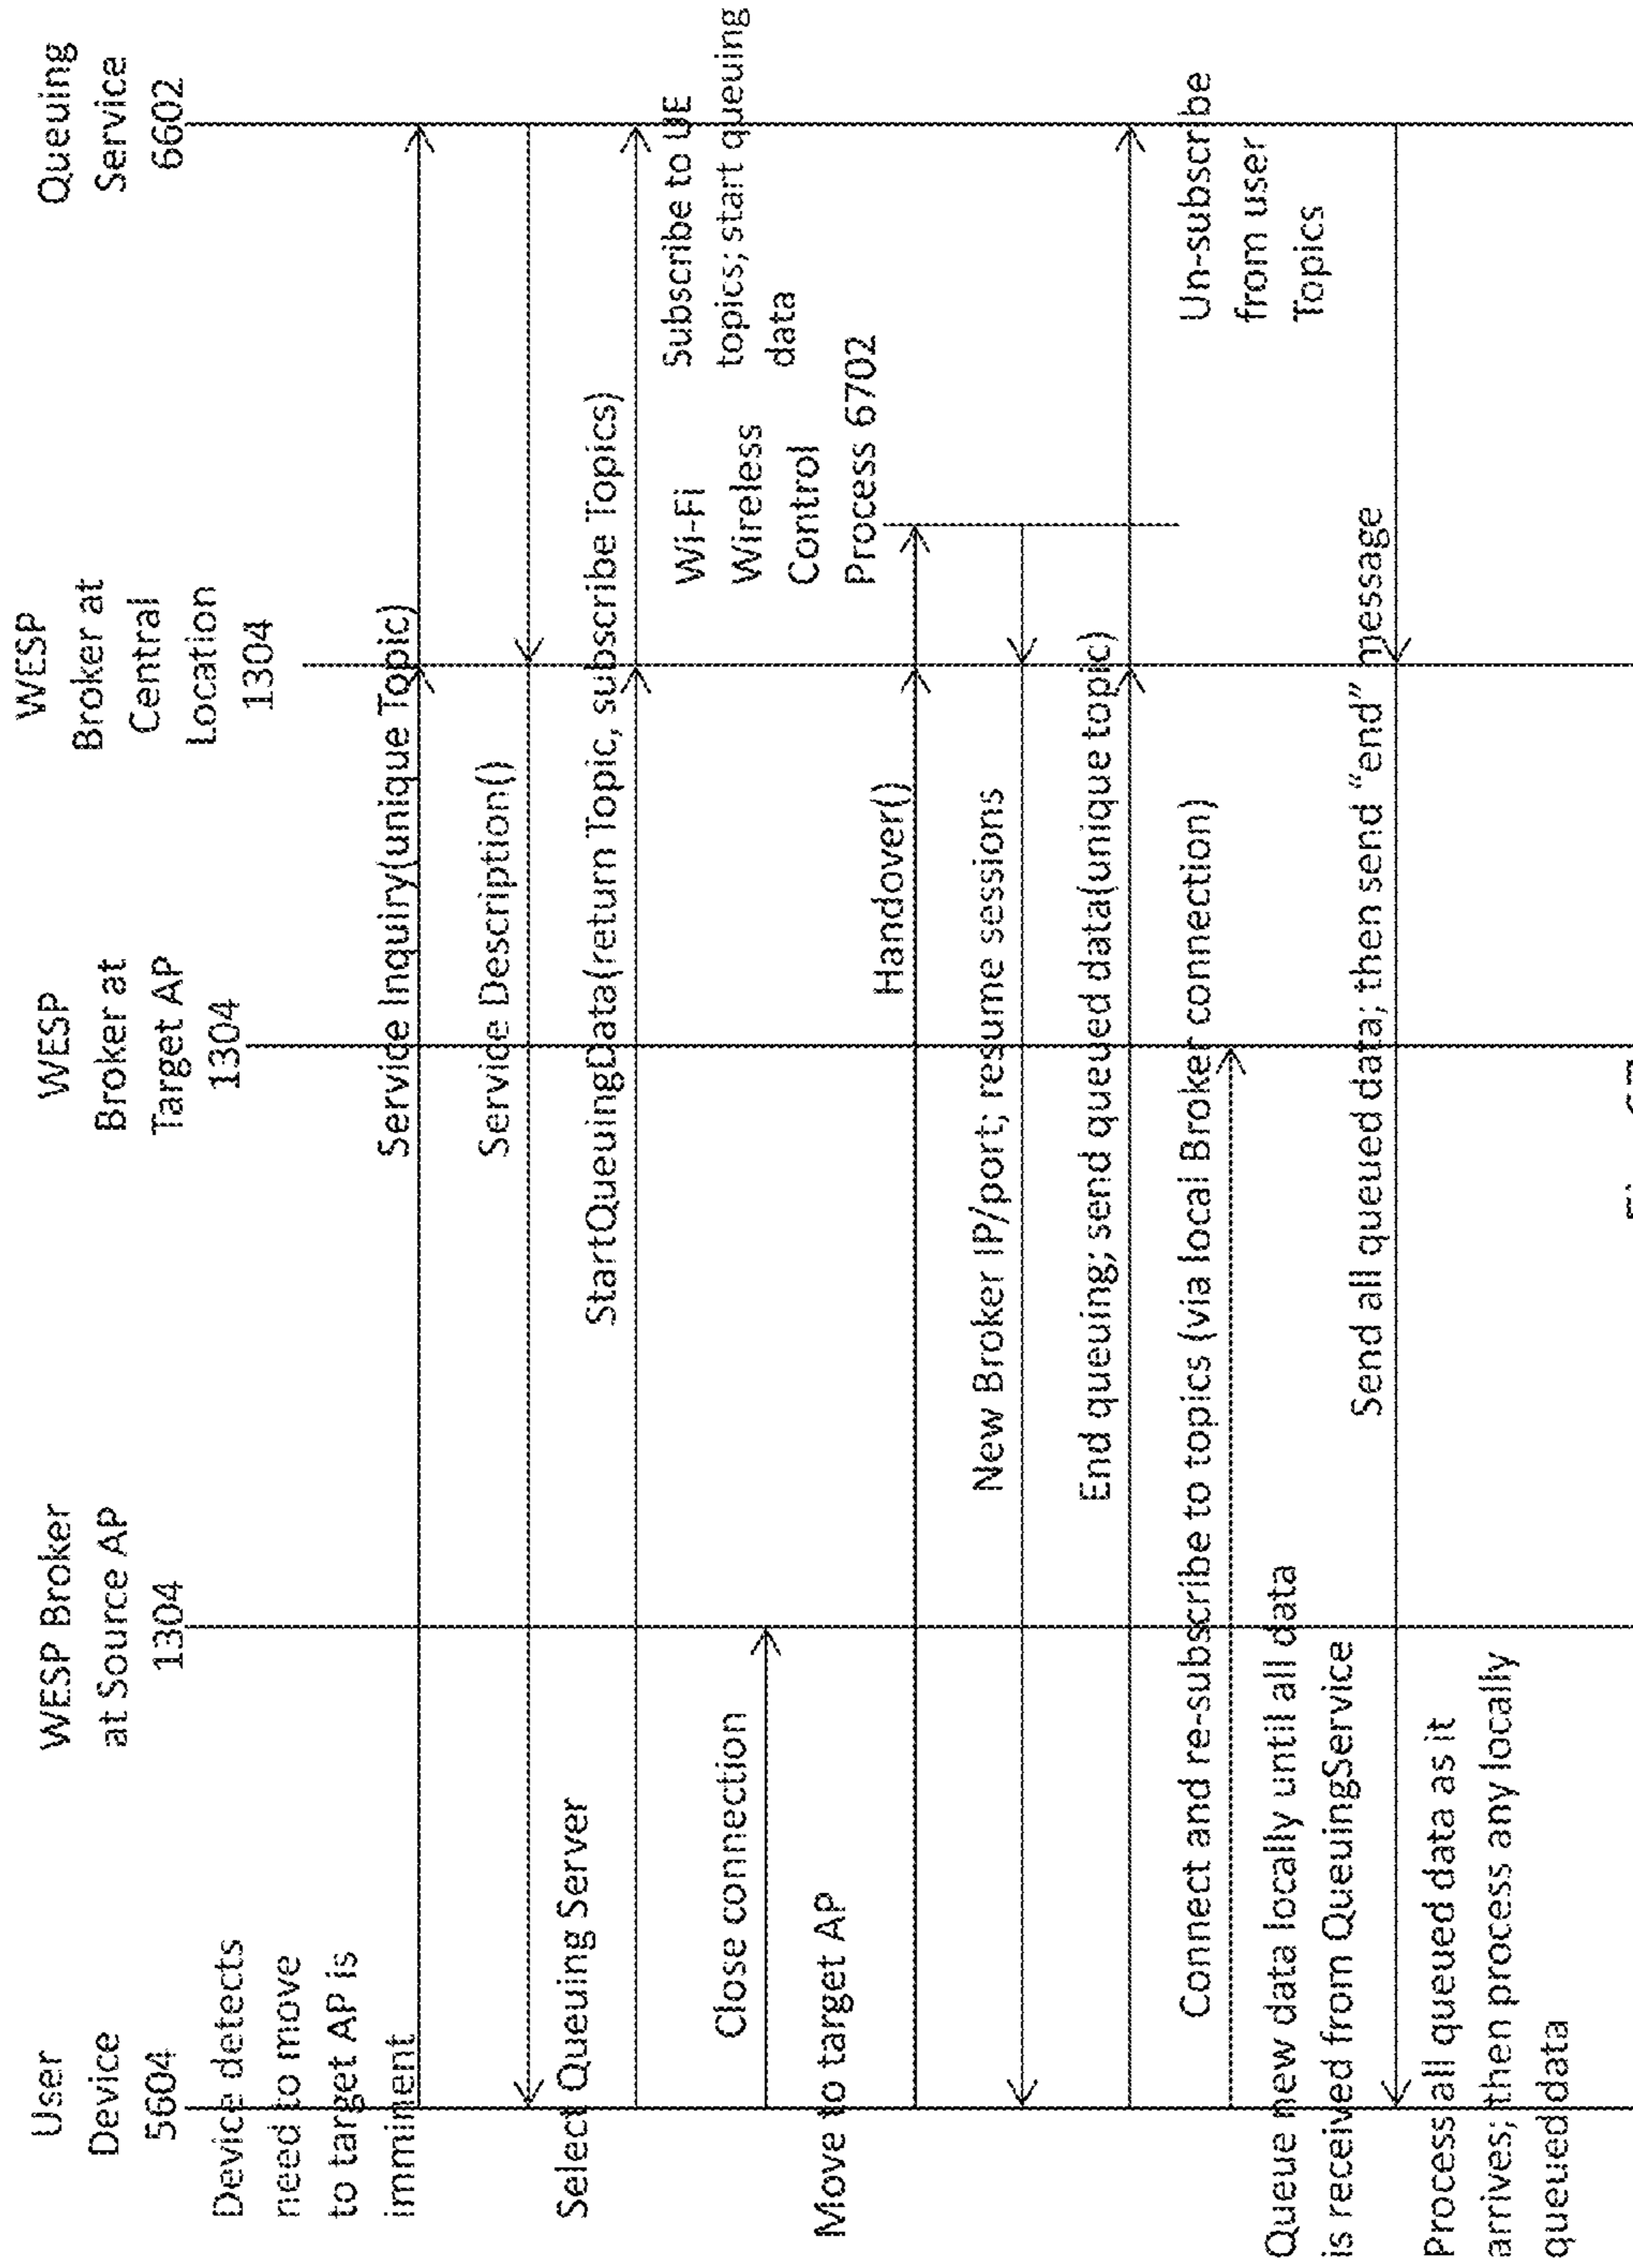 User
Device
5604
WESP Broker
at Source AP
1304
WESP
Broker at
Target AP
1304
WESP
Broker at
Central
Location
1304
Queuing
Service
6602
Device detects
need to move
to target AP is
imminent
Service Inquiry(unique Topic)
Service Description()
Select Queuing Server
StartQueuingData(return Topic, subscribe Topics)
Subscribe to UE
topics; start queuing
data
Wi-Fi
Wireless
Control
Process 6702
Close connection
Move to target AP
Handover()
New Broker IP/port; resume sessions
End queuing; send queued data(unique topic)
Un-subscribe
from user
Topics
Connect and re-subscribe to topics (via local Broker connection)
Queue new data locally until all data
is received from QueuingService
Send all queued data; then send "end" message
Process all queued data as it
arrives; then process any locally
queued data